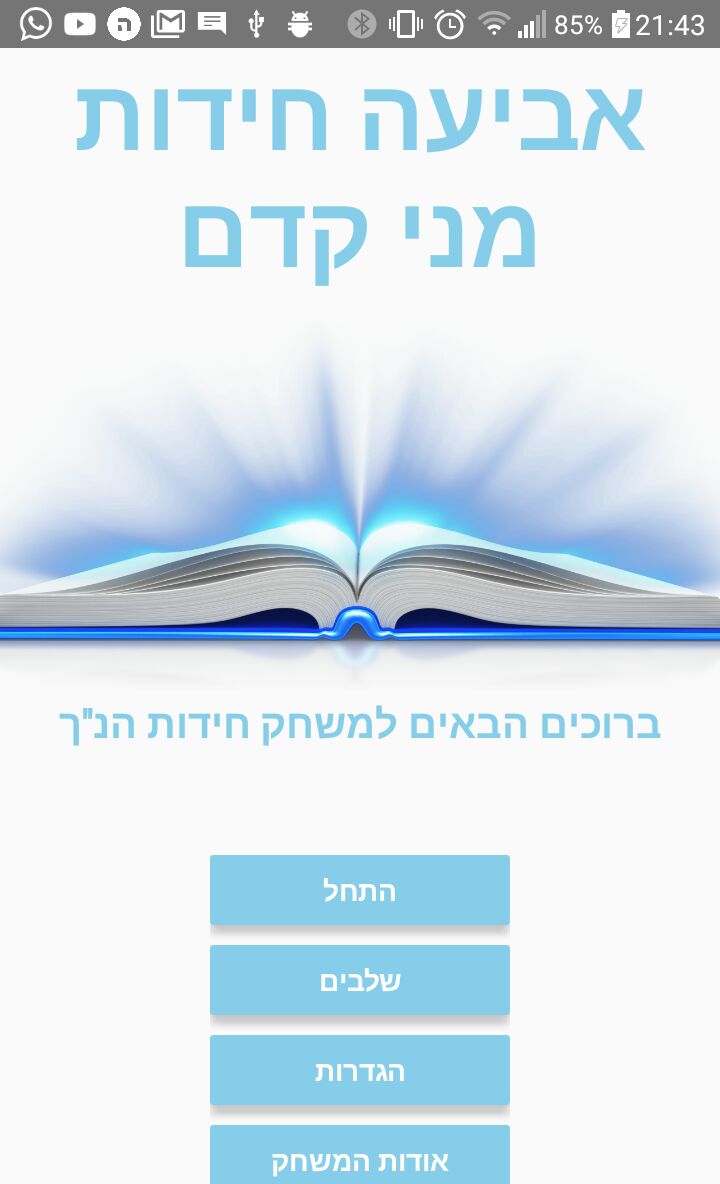 85% 21:43
אביעה חידות
מני קדם
ברוכים הבאים למשחק חידות הנ"ך
התחל
שלבים
הגדרות
אודות המשחק